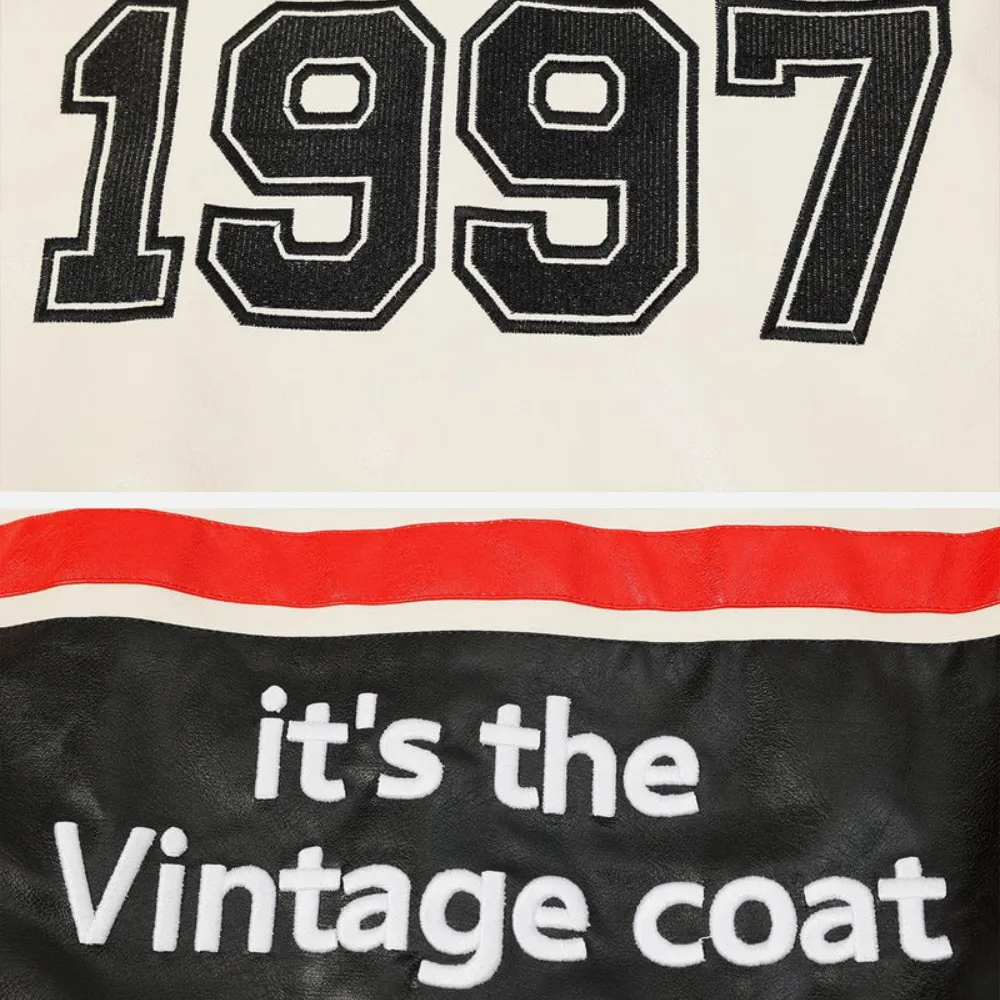 1997
it's the
Vintage coat